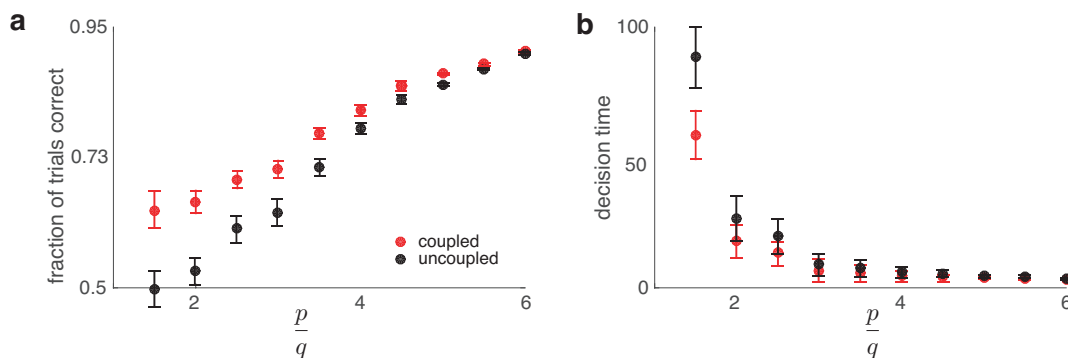 a
0.95
0.73
0.5
fraction of trials correct
2
4
6
p
q
coupled
uncoupled
b
100
50
0
decision time
2
4
6
p
q